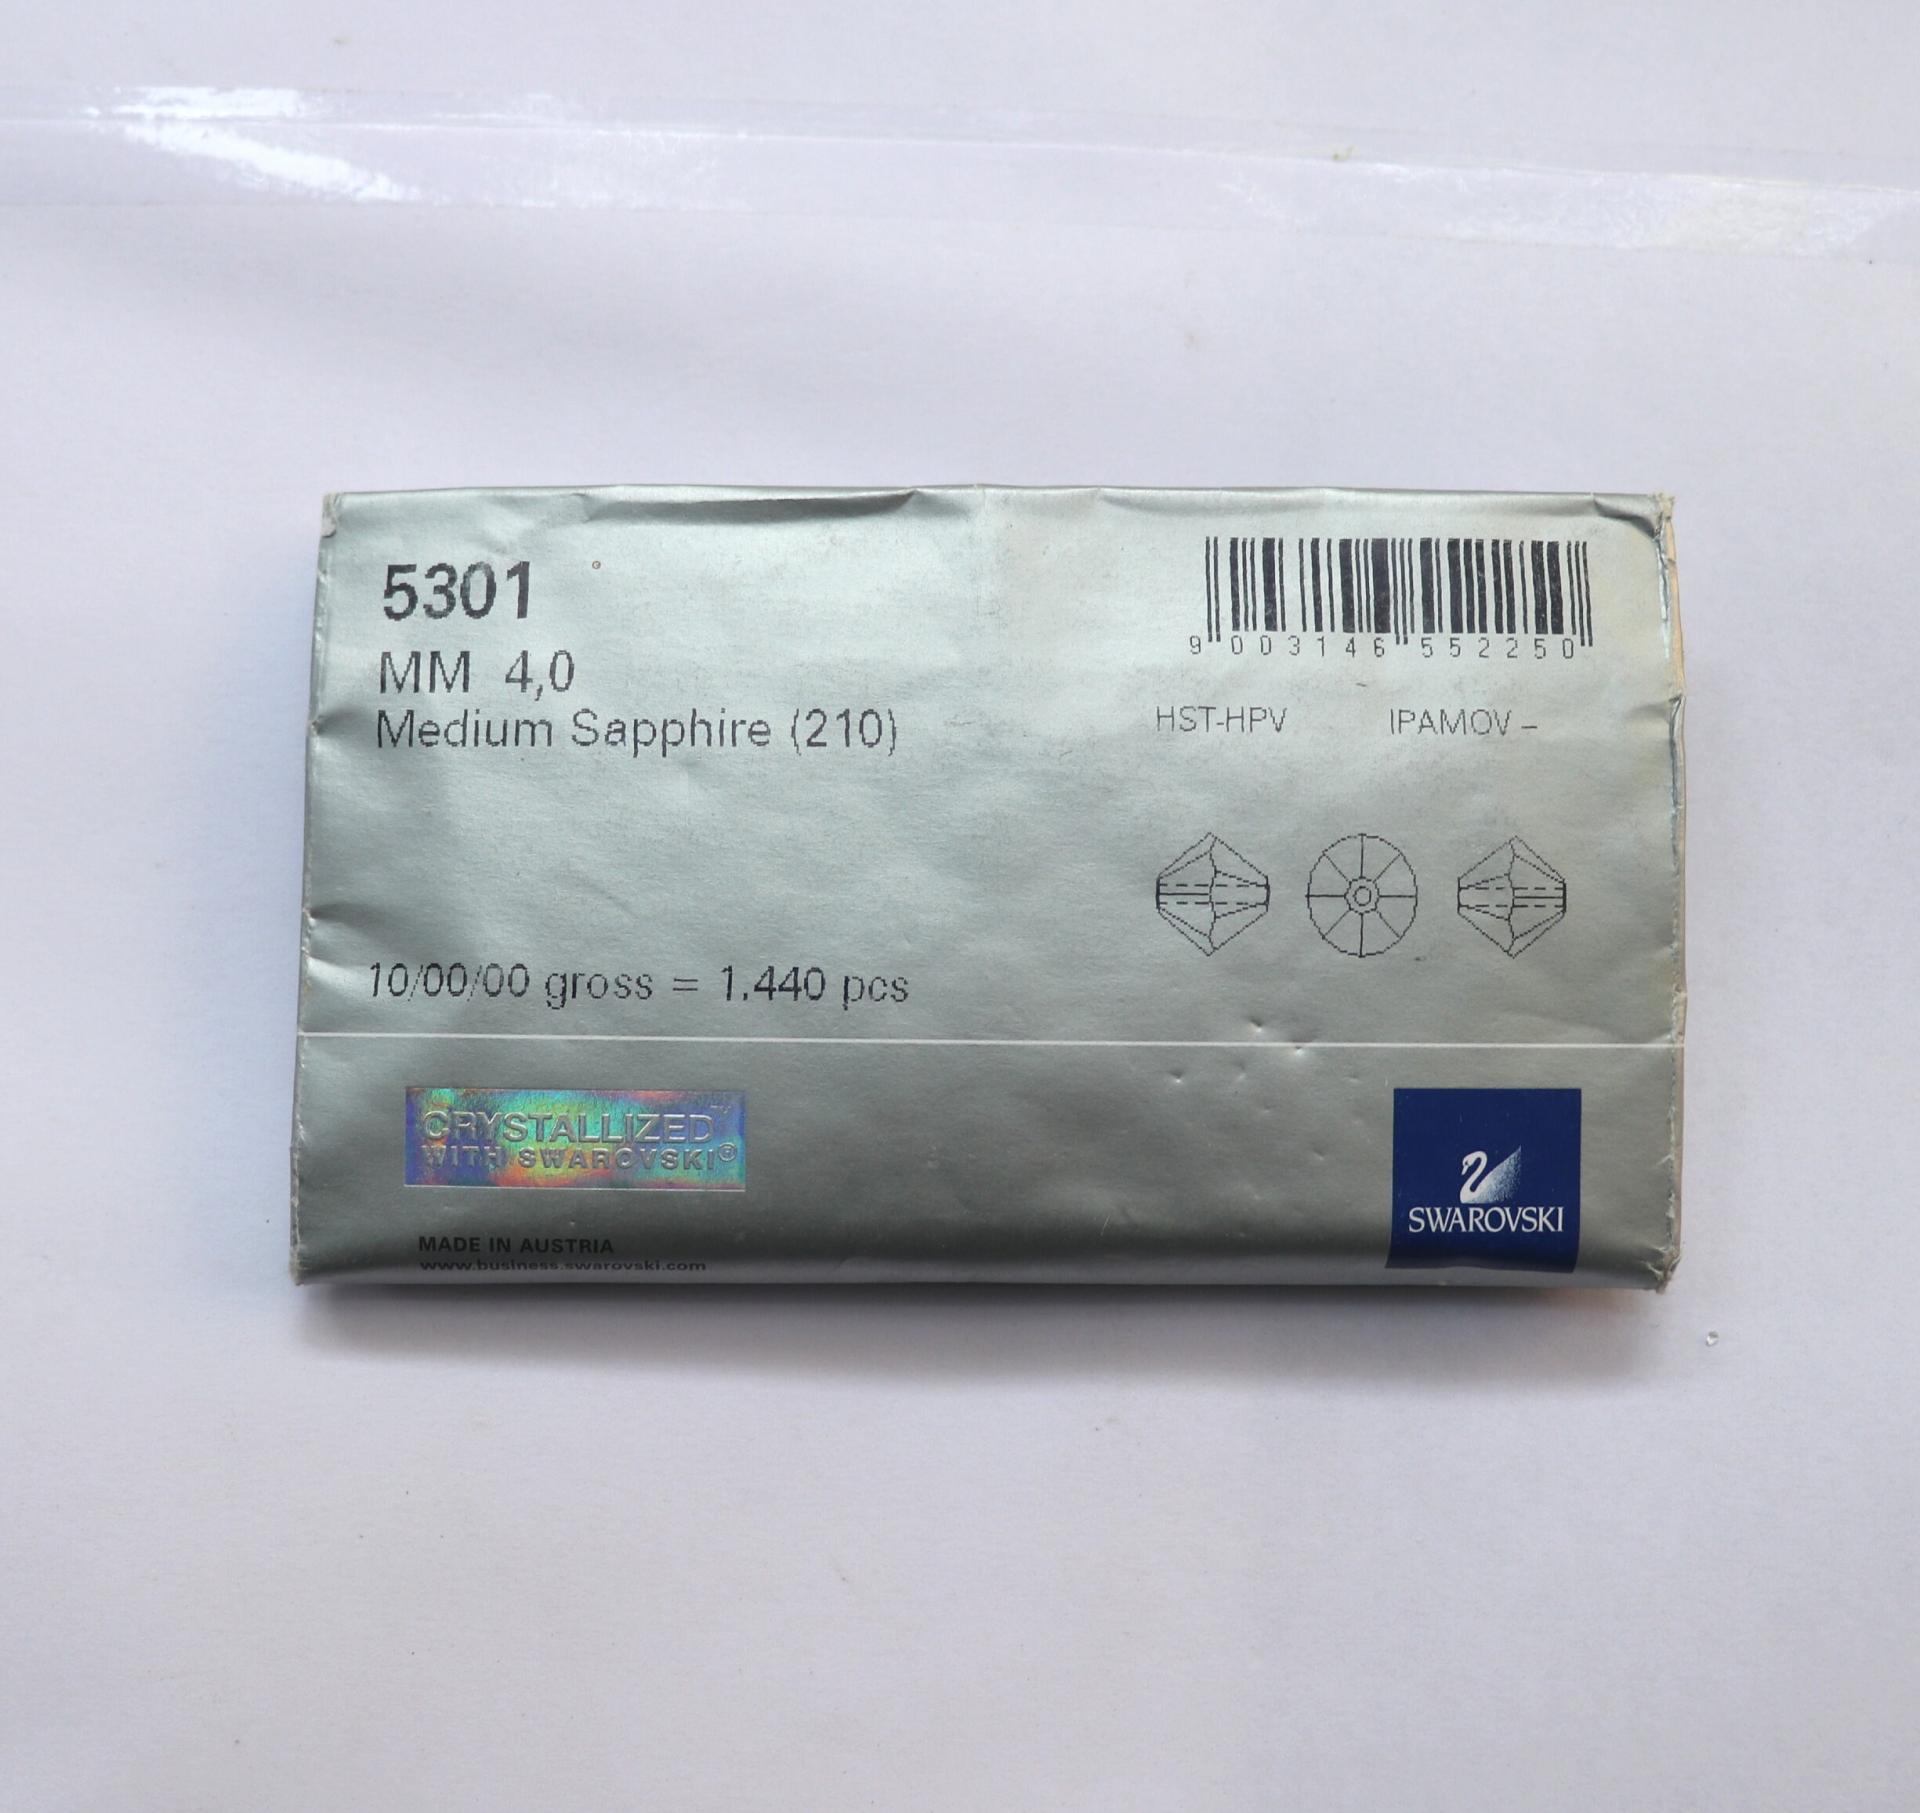 5301
MM 4,0
Medium Sapphire (210)
9 003146 552250
HST-HPV IPAMOV –
10/00/00 gross = 1.440 pcs
CRYSTALLIZED™
WITH SWAROVSKI®
MADE IN AUSTRIA
www.business.swarovski.com
SWAROVSKI